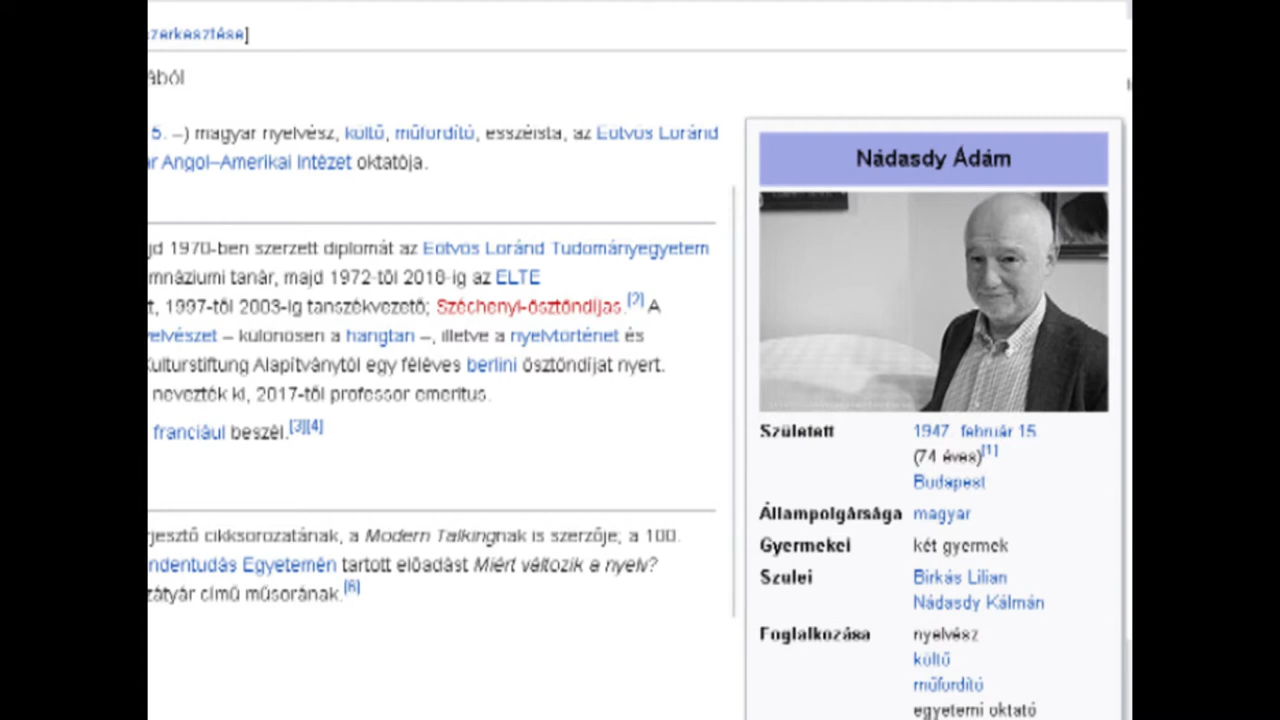 szerkesztése]
ából
5. –) magyar nyelvész, költő, műfordító, esszéista, az Eötvös Loránd
Angol–Amerikai Intézet oktatója.
1970-ben szerzett diplomát az Eötvös Loránd Tudományegyetem
mnáziumi tanár, majd 1972-től 2016-ig az ELTE
t, 1997-től 2003-ig tanszékvezető; Széchenyi-ösztöndíjas.[2] A
yelvészet – különösen a hangtan –, illetve a nyelvtörténet és
Kulturstiftung Alapítványtól egy féléves berlini ösztöndíjat nyert.
nevezték ki, 2017-től professor emeritus.
franciául beszél.[3][4]
rjesztő cikksorozatának, a Modern Talkingnak is szerzője; a 100.
indentudás Egyetemén tartott előadást Miért változik a nyelv?
zátyár című műsorának.[6]
Nádasdy Ádám
Született 1947. február 15.
(74 éves)[1]
Budapest
Állampolgársága magyar
Gyermekei két gyermek
Szülei Birkás Lilian
Nádasdy Kálmán
Foglalkozása nyelvész
költő
műfordító
egyetemi oktató